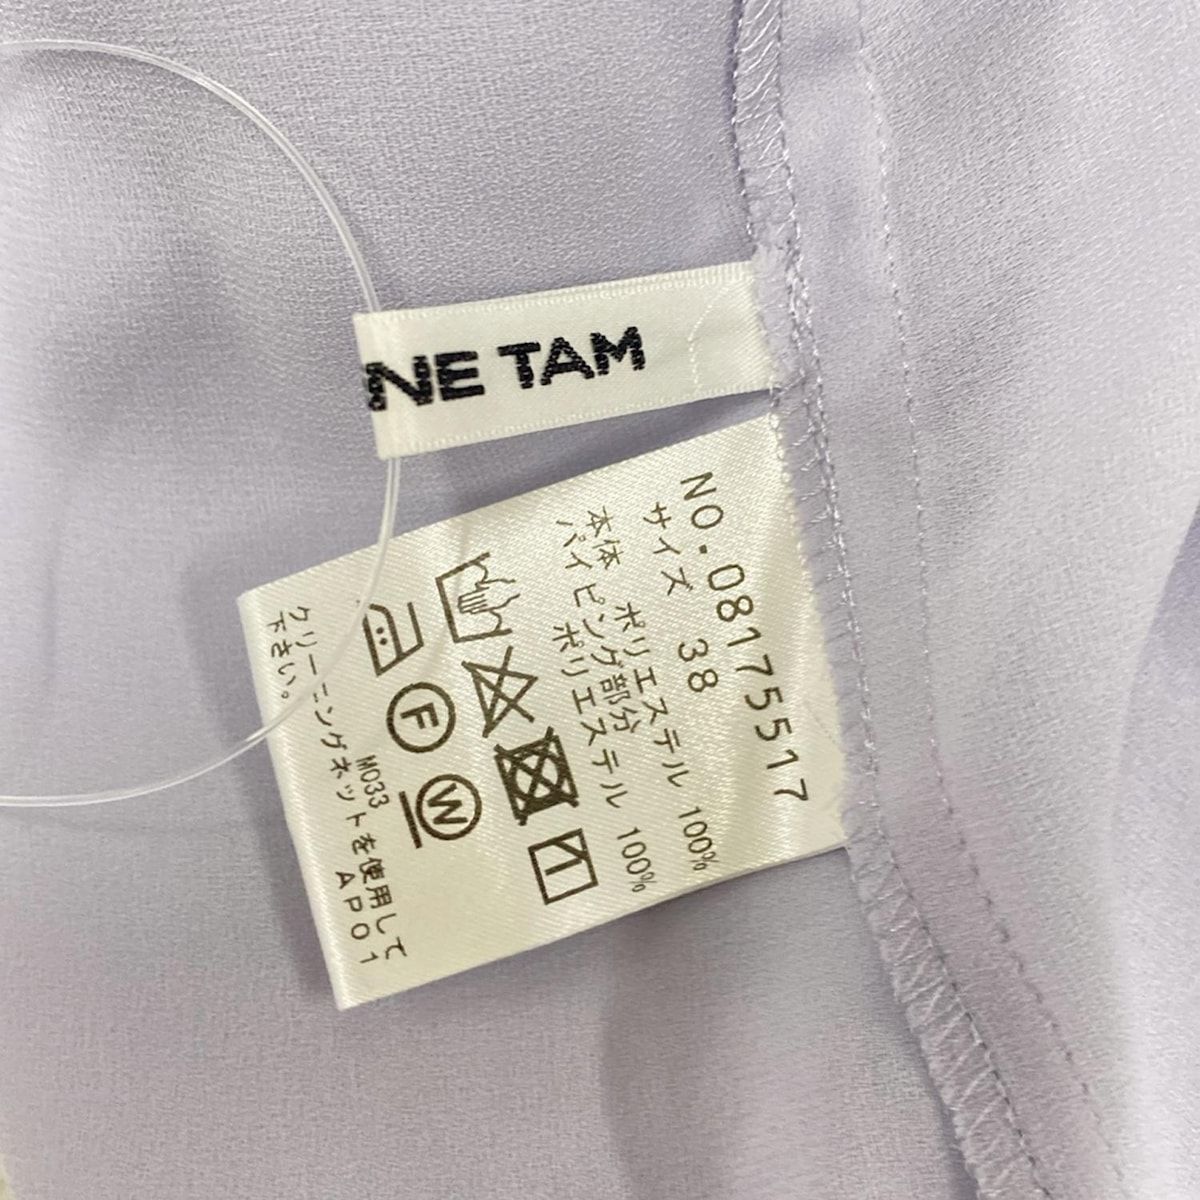 NE TAM
NO.08175517
サイズ 38
本体 ポリエステル 100%
パイピング部分
ポリエステル 100%
F
W
M033
クリーニングネットを使用して
下さい。
AP01